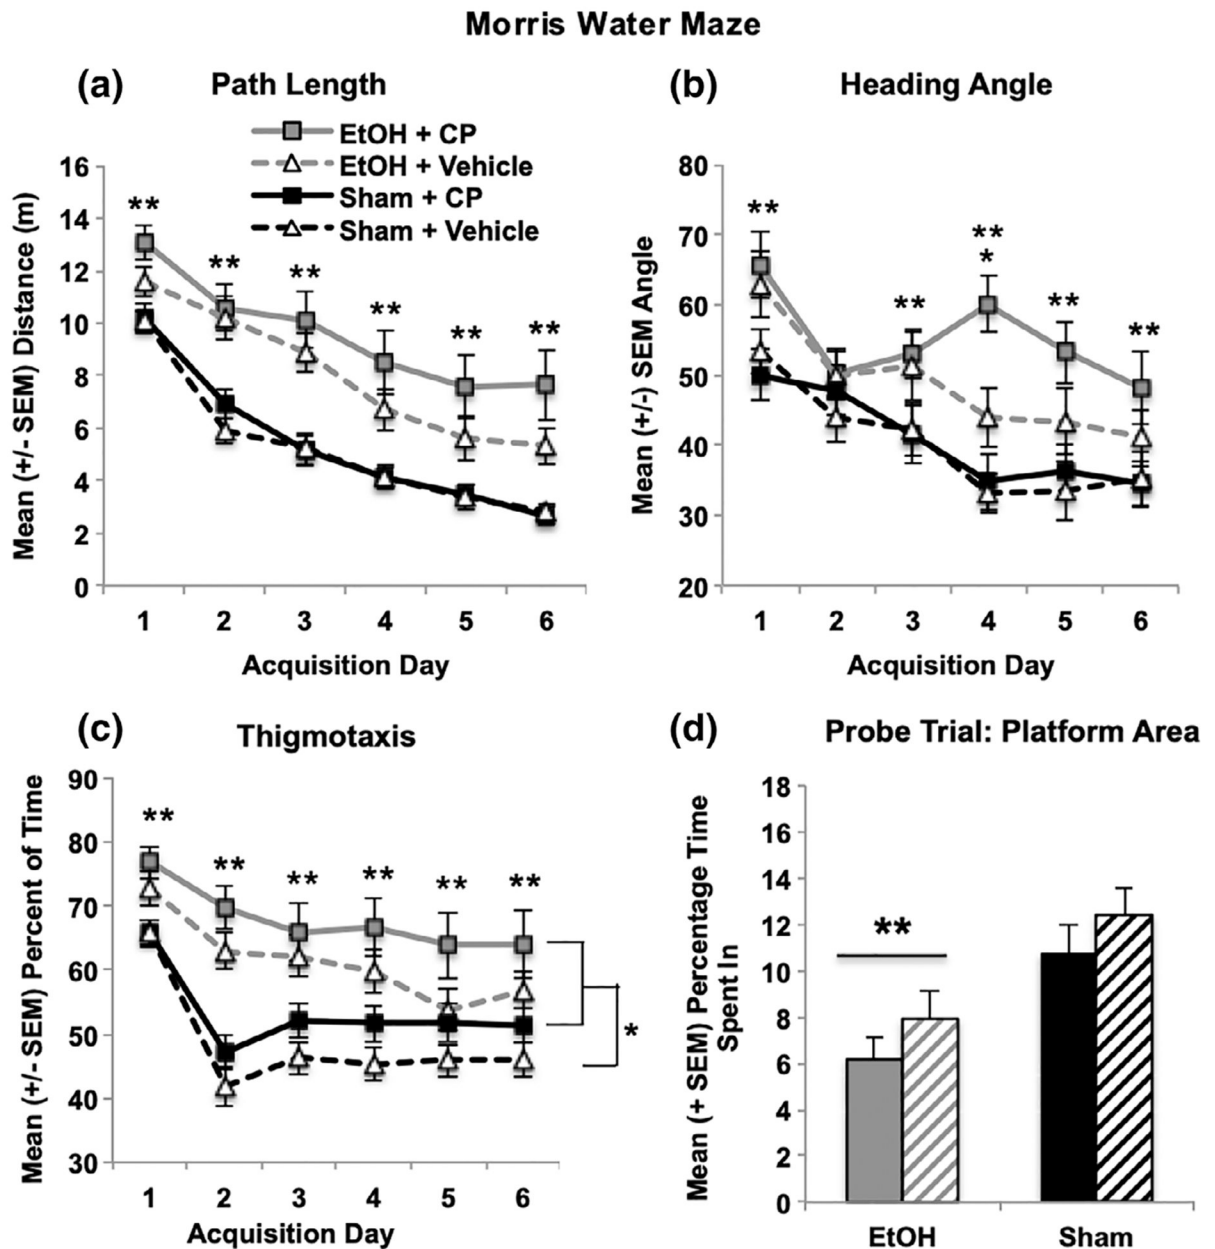 Morris Water Maze
(a) Path Length
EtOH + CP
EtOH + Vehicle
Sham + CP
Sham + Vehicle
Mean (+/- SEM) Distance (m)
16
14
12
10
8
6
4
2
0
** ** ** ** ** **
1 2 3 4 5 6
Acquisition Day
(b) Heading Angle
Mean (+/-) SEM Angle
80
70
60
50
40
30
20
** ** ** ** **
*
1 2 3 4 5 6
Acquisition Day
(c) Thigmotaxis
Mean (+/- SEM) Percent of Time
90
80
70
60
50
40
30
** ** ** ** ** **
*
1 2 3 4 5 6
Acquisition Day
(d) Probe Trial: Platform Area
Mean (+ SEM) Percentage Time
Spent In
18
16
14
12
10
8
6
4
2
0
**
EtOH Sham